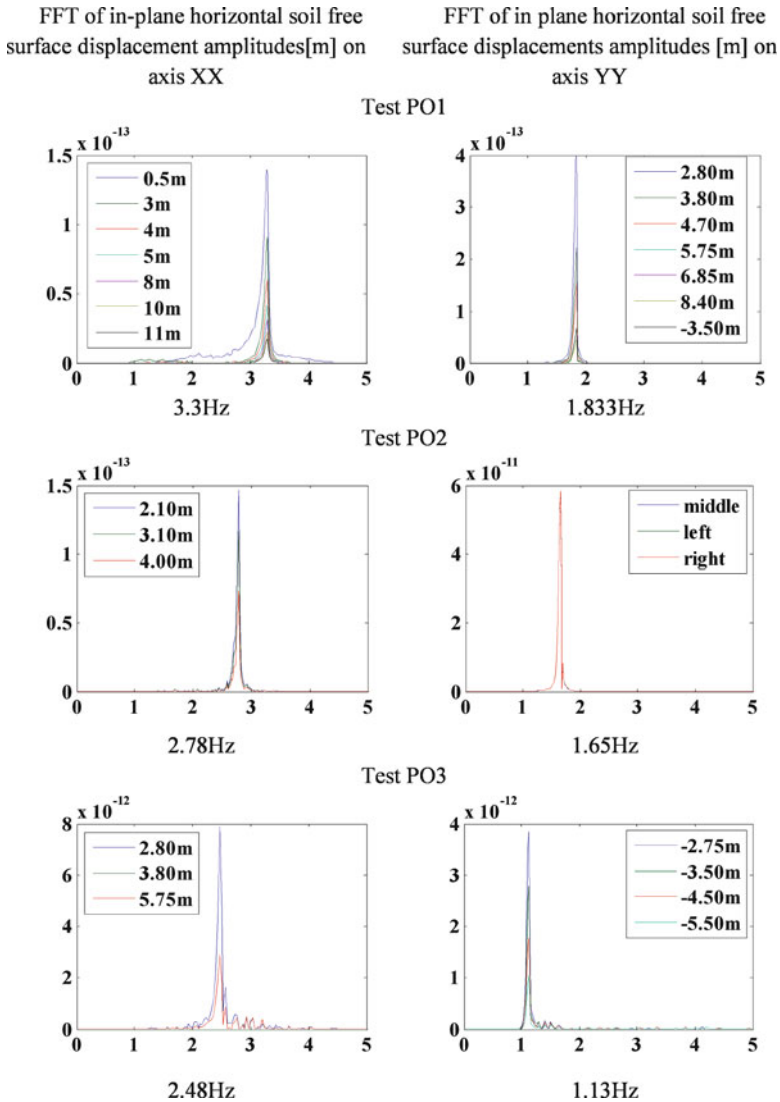 FFT of in-plane horizontal soil free
surface displacement amplitudes[m] on
axis XX
FFT of in plane horizontal soil free
surface displacements amplitudes [m] on
axis YY
Test PO1
x 10^-13
1.5
1
0.5
0
0 1 2 3 4 5
0.5m
3m
4m
5m
8m
10m
11m
3.3Hz
x 10^-13
4
3
2
1
0
0 1 2 3 4 5
2.80m
3.80m
4.70m
5.75m
6.85m
8.40m
-3.50m
1.833Hz
Test PO2
x 10^-13
1.5
1
0.5
0
0 1 2 3 4 5
2.10m
3.10m
4.00m
2.78Hz
x 10^-11
6
4
2
0
0 1 2 3 4 5
middle
left
right
1.65Hz
Test PO3
x 10^-12
8
6
4
2
0
0 1 2 3 4 5
2.80m
3.80m
5.75m
2.48Hz
x 10^-12
4
3
2
1
0
0 1 2 3 4 5
-2.75m
-3.50m
-4.50m
-5.50m
1.13Hz